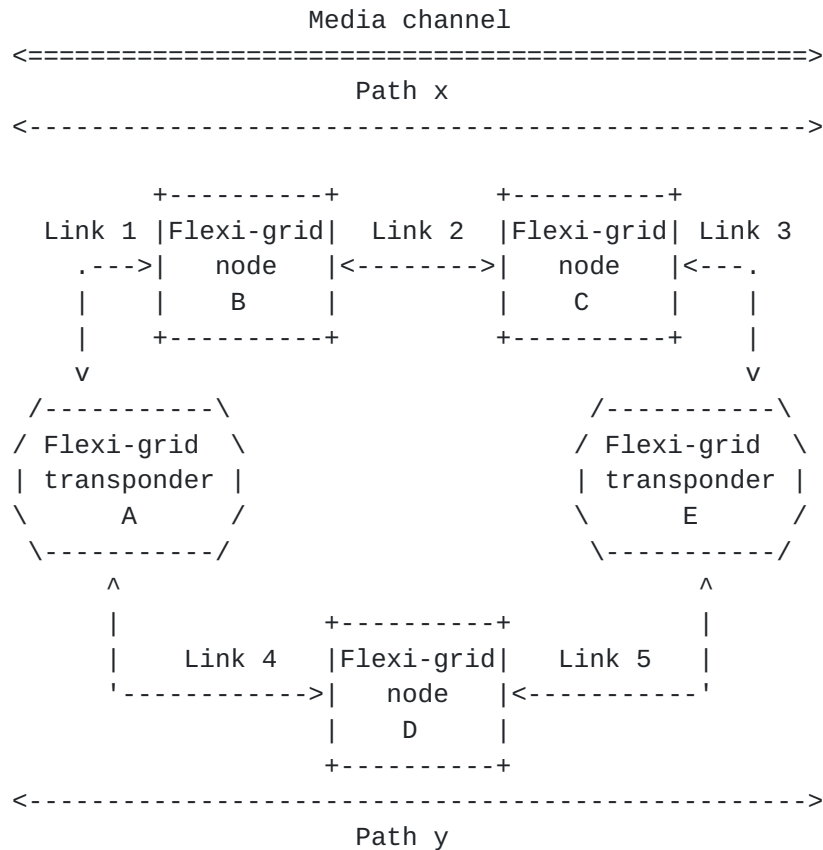 Media channel
<=================================================>
Path x
<------------------------------------------------->
+----------+          +----------+
Link 1 |Flexi-grid|  Link 2  |Flexi-grid| Link 3
.--->|   node   |<-------->|   node   |<---.
|    |    B     |          |    C     |    |
|    +----------+          +----------+    |
v                                          v
/-----------\                       /-----------\
/ Flexi-grid  \                     / Flexi-grid  \
| transponder |                     | transponder |
\      A      /                     \      E      /
\-----------/                       \-----------/
^                                     ^
|             +----------+            |
|    Link 4   |Flexi-grid|   Link 5   |
'------------>|   node   |<-----------'
|    D     |
+----------+
<------------------------------------------------->
Path y